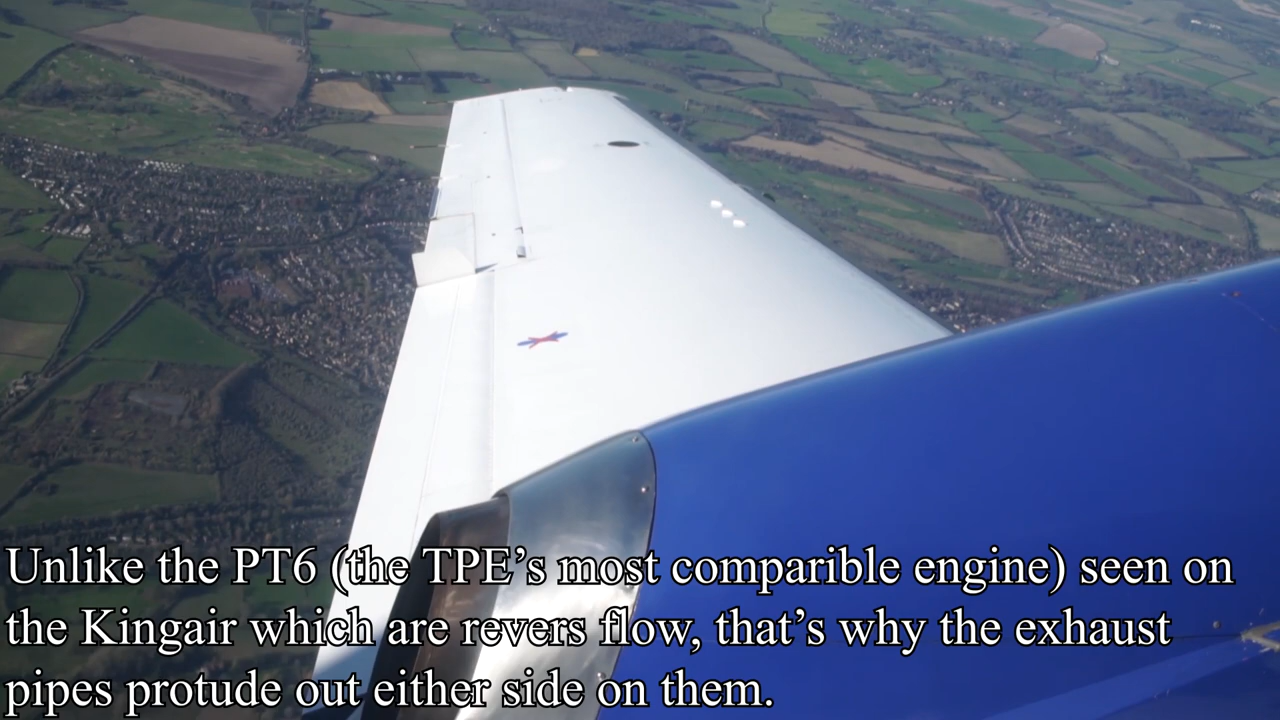 Unlike the PT6 (the TPE’s most comparible engine) seen on
the Kingair which are revers flow, that’s why the exhaust
pipes protude out either side on them.